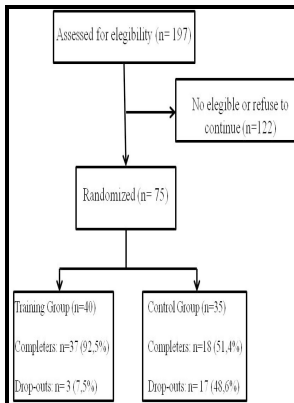 Assessed for elegibility (n= 197)
No elegible or refuse to
continue (n=122)
Randomized (n= 75)
Training Group (n=40)
Completers: n=37 (92,5%)
Drop-outs: n= 3 (7,5%)
Control Group (n=35)
Completers: n=18 (51,4%)
Drop-outs: n= 17 (48,6%)